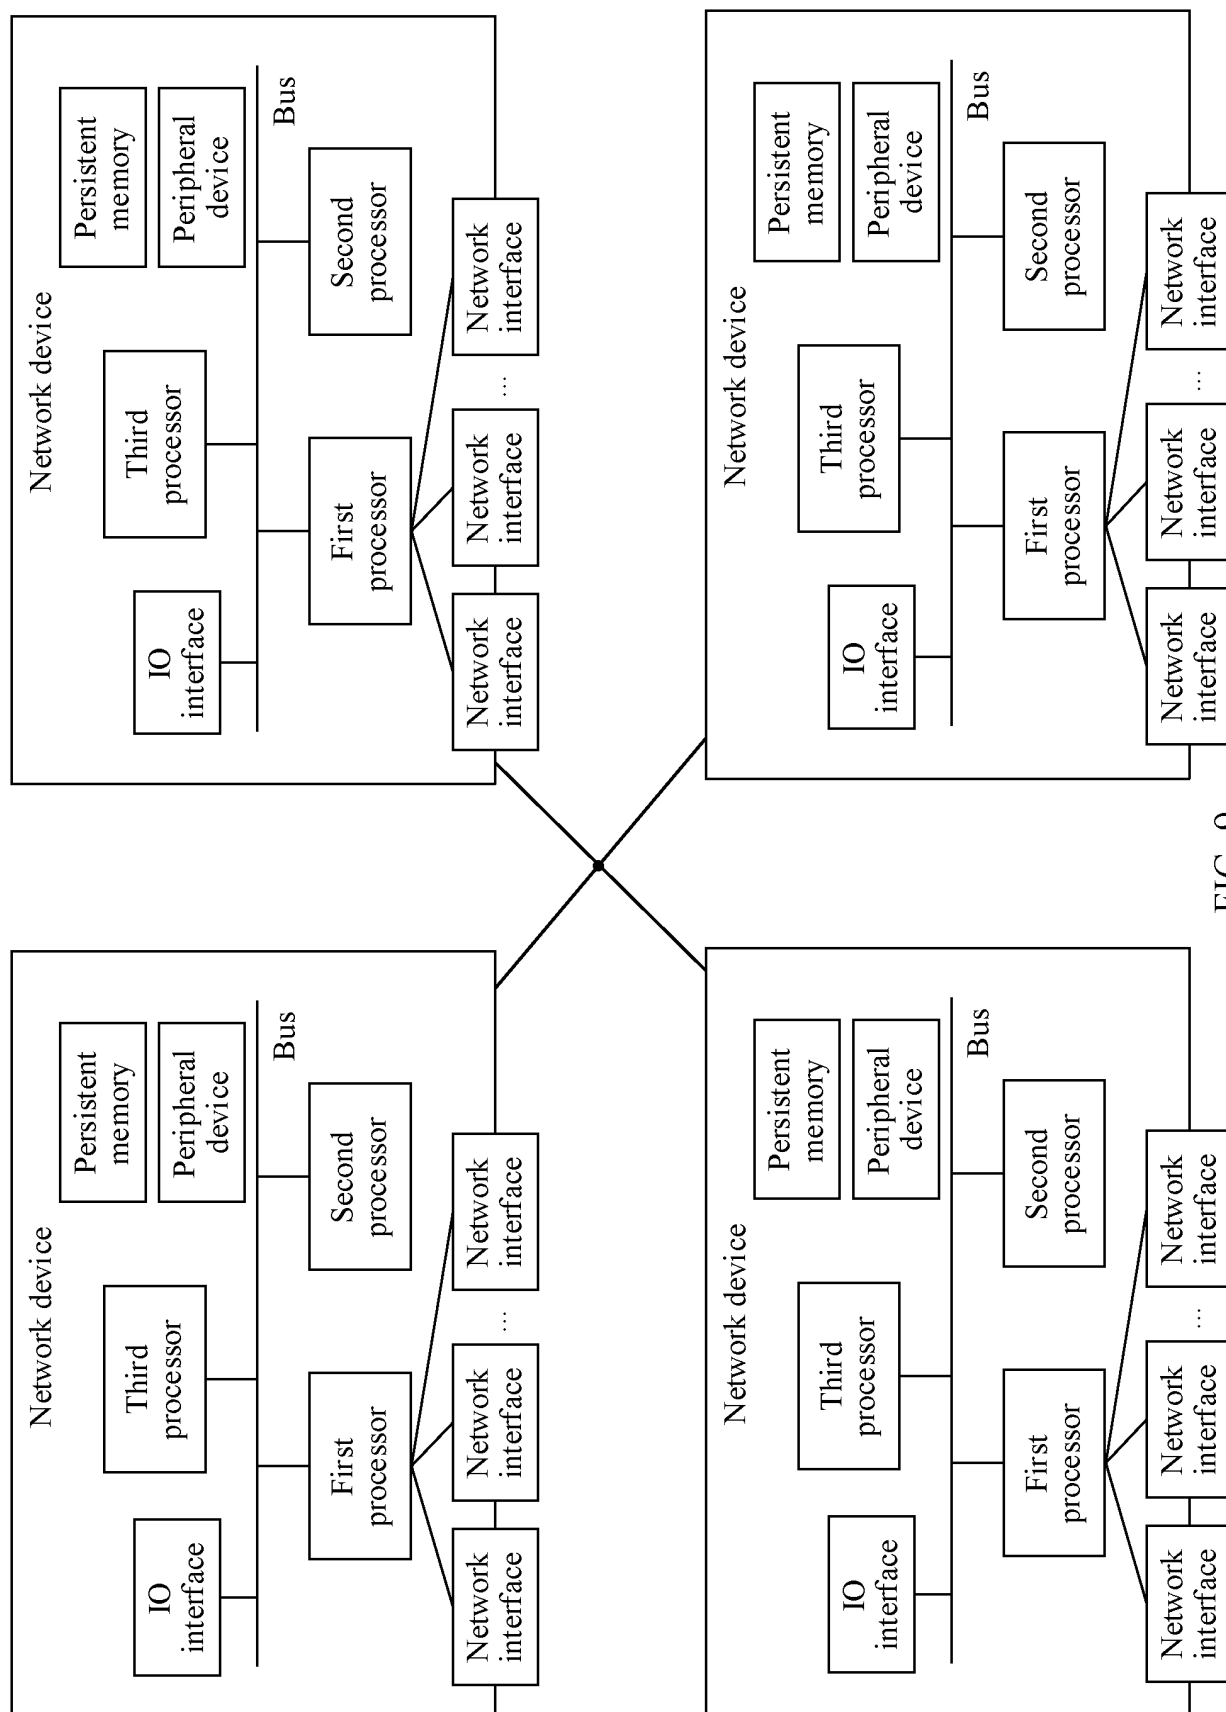 Network device
IO
interface
Third
processor
Persistent
memory
Peripheral
device
Bus
First
processor
Second
processor
Network
interface
Network
interface
...
Network
interface
Network device
IO
interface
Third
processor
Persistent
memory
Peripheral
device
Bus
First
processor
Second
processor
Network
interface
Network
interface
...
Network
interface
Network device
IO
interface
Third
processor
Persistent
memory
Peripheral
device
Bus
First
processor
Second
processor
Network
interface
Network
interface
...
Network
interface
Network device
IO
interface
Third
processor
Persistent
memory
Peripheral
device
Bus
First
processor
Second
processor
Network
interface
Network
interface
...
Network
interface
FIG. 9